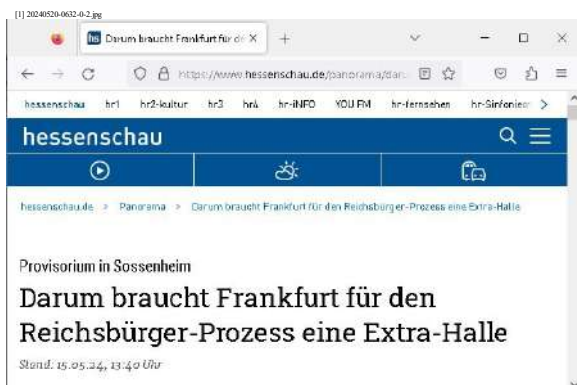 [1] 20240520-0632-0-2.jpg
hs Darum braucht Frankfurt für de X
https://www.hessenschau.de/panorama/daru
hessenschau hr1 hr2-kultur hr3 hr4 hr-iNFO YOU FM hr-fernsehen hr-Sinfonieor >
hessenschau
hessenschau.de > Panorama > Darum braucht Frankfurt für den Reichsbürger-Prozess eine Extra-Halle
Provisorium in Sossenheim
Darum braucht Frankfurt für den
Reichsbürger-Prozess eine Extra-Halle
Stand: 15.05.24, 13:40 Uhr